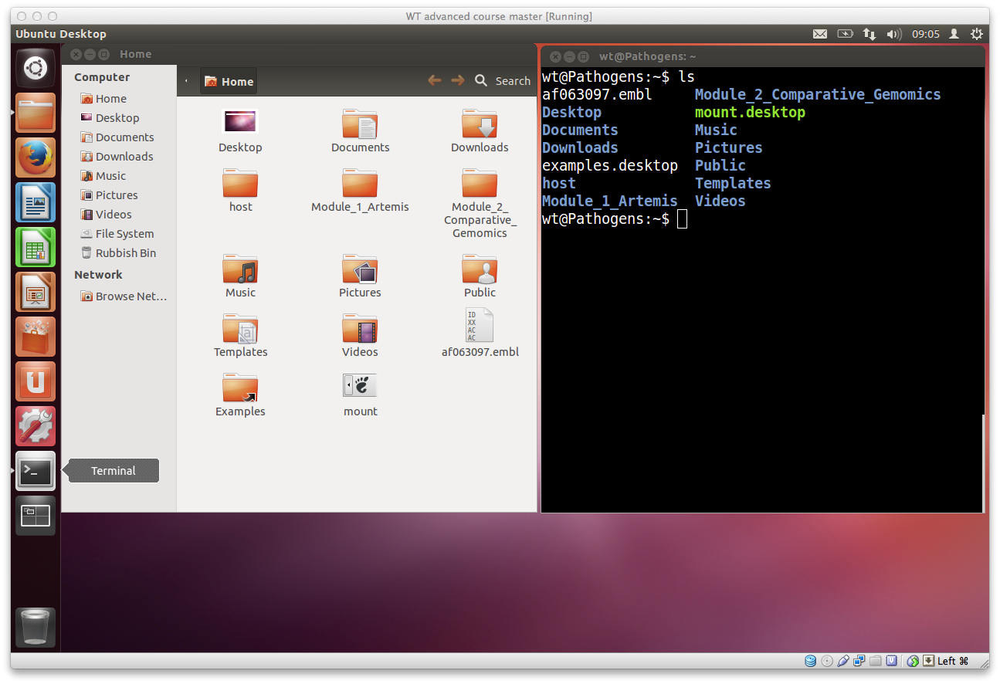 WT advanced course master [Running]
Ubuntu Desktop
09:05
Home
Computer
Home
Desktop
Documents
Downloads
Music
Pictures
Videos
File System
Rubbish Bin
Network
Browse Net...
Home
Search
Desktop
Documents
Downloads
host
Module_1_Artemis
Module_2_
Comparative_
Gemomics
Music
Pictures
Public
Templates
Videos
ID
XX
AC
AC
af063097.embl
Examples
mount
Terminal
wt@Pathogens: ~
wt@Pathogens:~$ ls
af063097.embl Module_2_Comparative_Gemomics
Desktop mount.desktop
Documents Music
Downloads Pictures
examples.desktop Public
host Templates
Module_1_Artemis Videos
wt@Pathogens:~$
Left ⌘